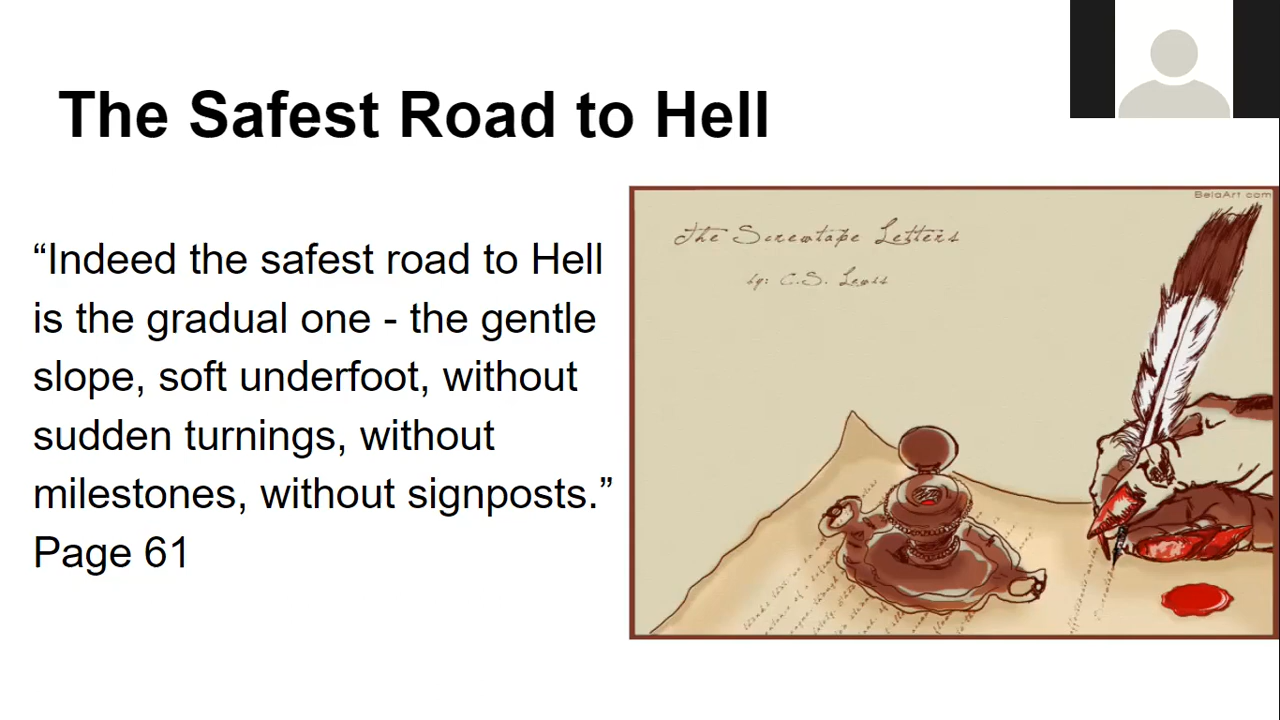 The Safest Road to Hell
“Indeed the safest road to Hell
is the gradual one - the gentle
slope, soft underfoot, without
sudden turnings, without
milestones, without signposts.”
Page 61
BelaArt com
The Screwtape Letters
by: C.S. Lewis